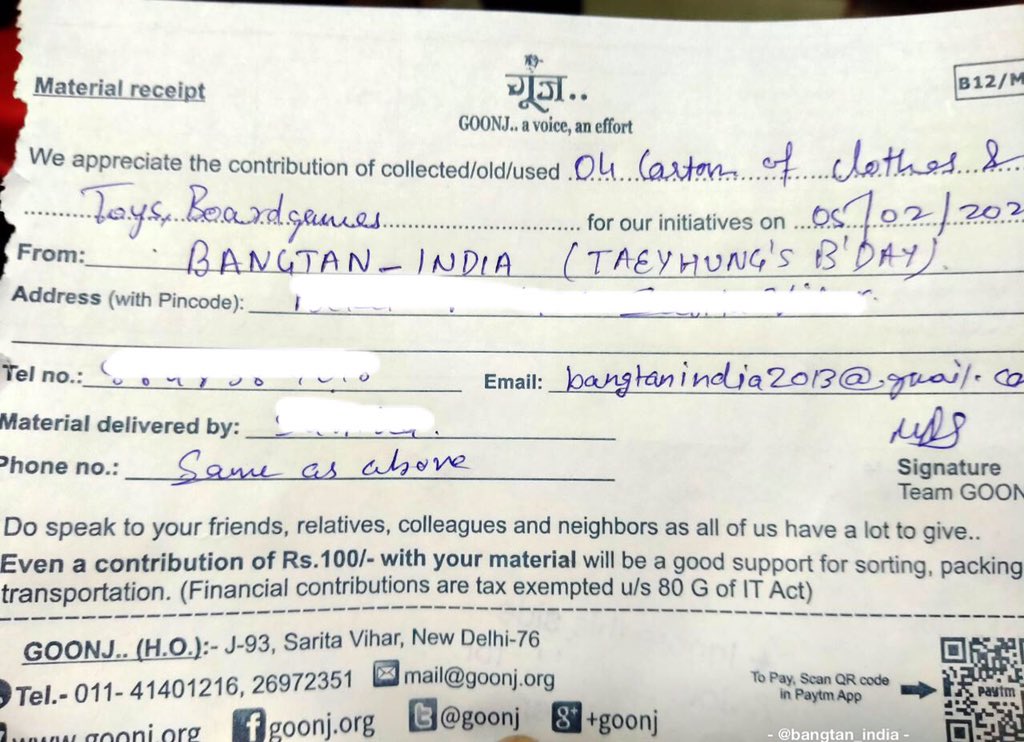 Material receipt
गूंज..
B12/M
GOONJ.. a voice, an effort
We appreciate the contribution of collected/old/used 04 Carton of clothes &
Toys, Boardgames for our initiatives on 05/02/202
From: BANGTAN - INDIA (TAEYHUNG'S B'DAY).
Address (with Pincode):
Tel no.: Email: bangtanindia2013@gmail.co
Material delivered by:
Phone no.: Same as above
Signature
Team GOON
Do speak to your friends, relatives, colleagues and neighbors as all of us have a lot to give..
Even a contribution of Rs.100/- with your material will be a good support for sorting, packing
transportation. (Financial contributions are tax exempted u/s 80 G of IT Act)
GOONJ.. (H.O.):- J-93, Sarita Vihar, New Delhi-76
Tel.- 011- 41401216, 26972351 mail@goonj.org
To Pay, Scan QR code
in Paytm App
Paytm
www.goonj.org goonj.org @goonj +goonj
- @bangtan_india -